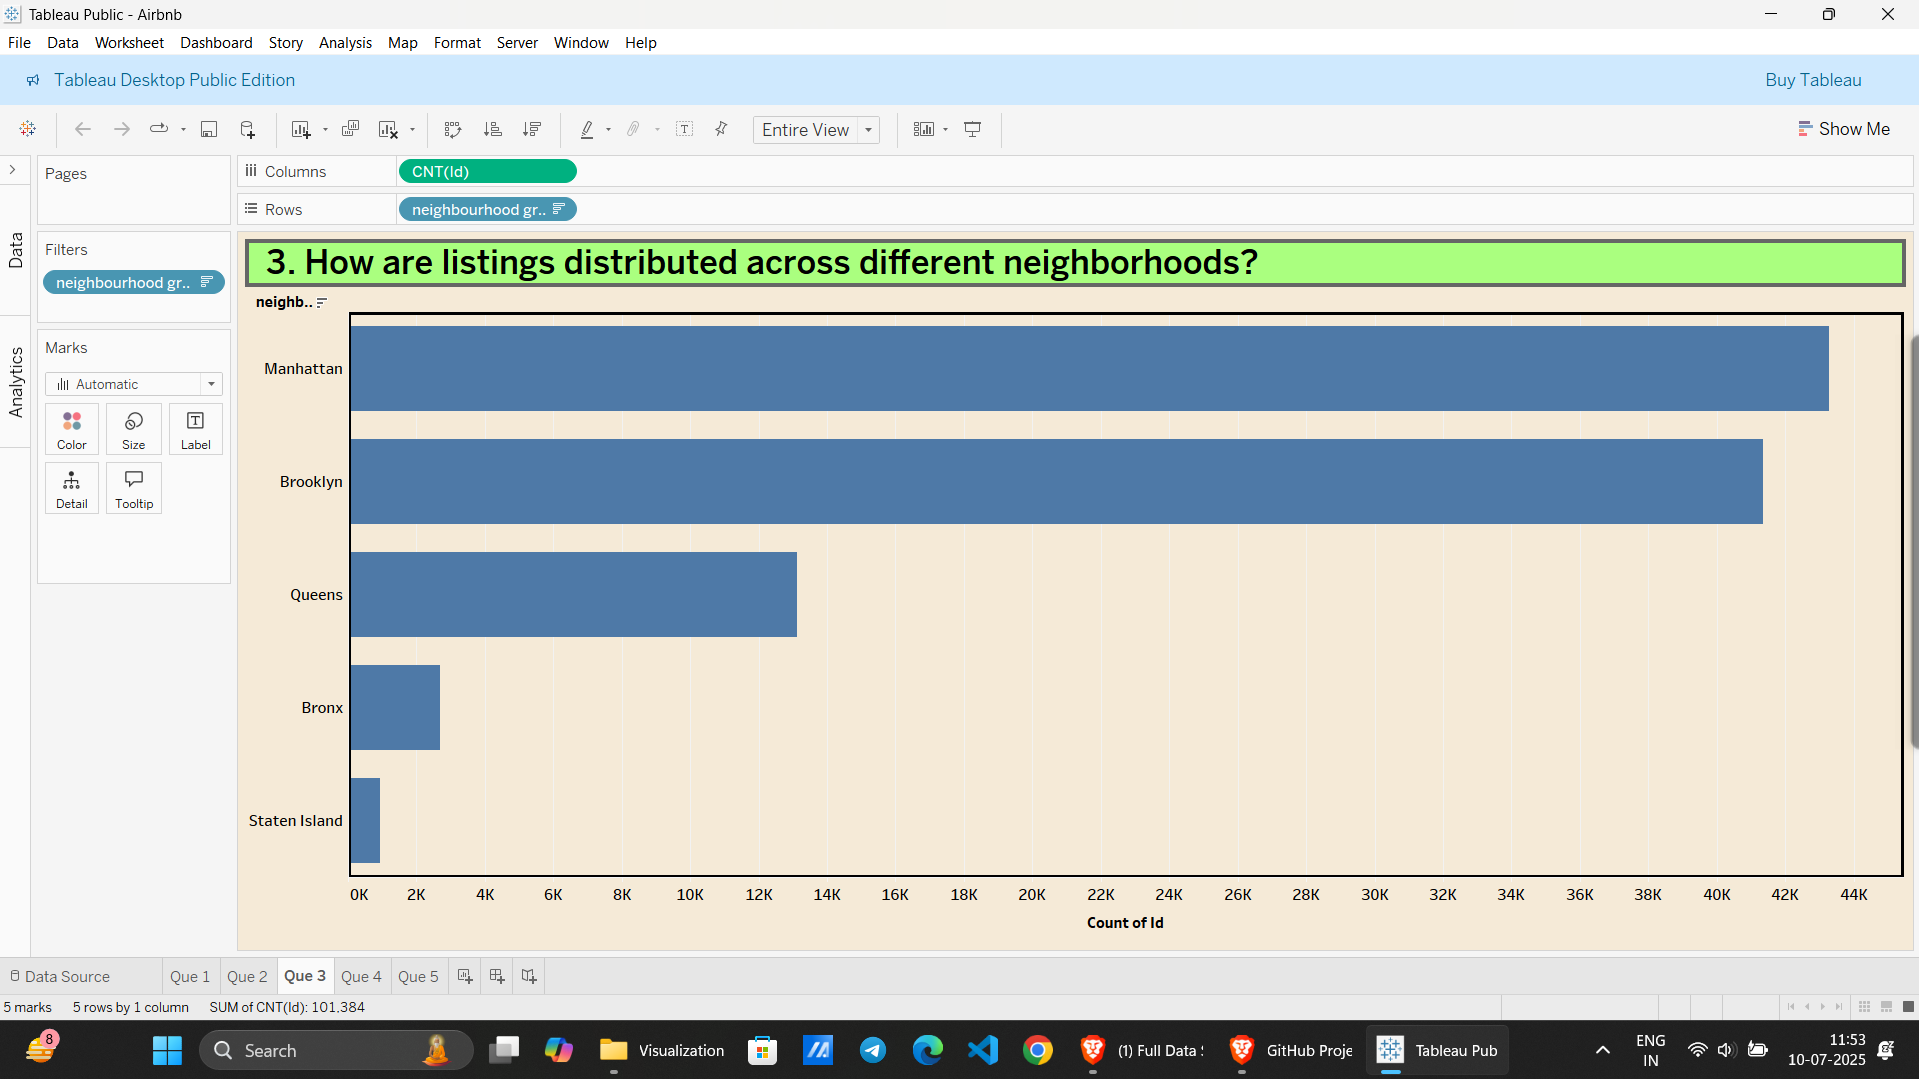 Tableau Public - Airbnb
File Data Worksheet Dashboard Story Analysis Map Format Server Window Help
Tableau Desktop Public Edition
Buy Tableau
Entire View
Show Me
Pages
Columns
CNT(Id)
Rows
neighbourhood gr..
Data
Analytics
Filters
neighbourhood gr..
Marks
Automatic
Color
Size
Label
Detail
Tooltip
3. How are listings distributed across different neighborhoods?
neighb..
Manhattan
Brooklyn
Queens
Bronx
Staten Island
0K 2K 4K 6K 8K 10K 12K 14K 16K 18K 20K 22K 24K 26K 28K 30K 32K 34K 36K 38K 40K 42K 44K
Count of Id
Data Source Que 1 Que 2 Que 3 Que 4 Que 5
5 marks 5 rows by 1 column SUM of CNT(Id): 101,384
8
Search
Visualization
(1) Full Data
GitHub Proje
Tableau Pub
ENG
IN
11:53
10-07-2025